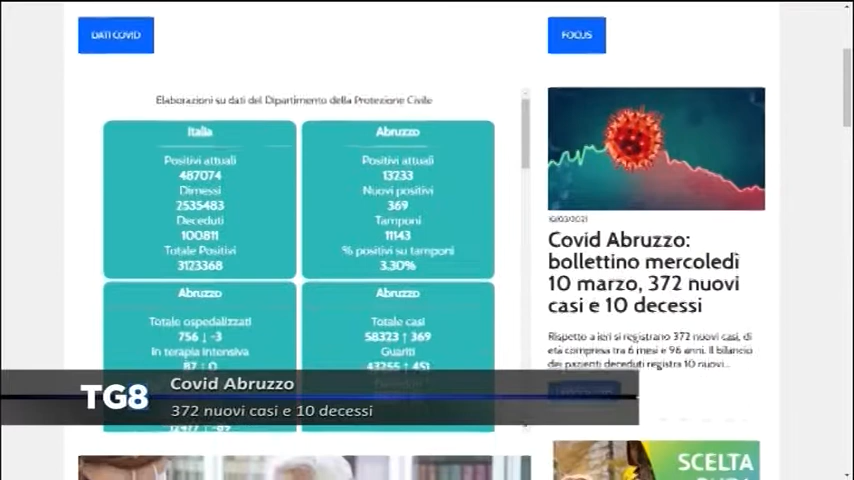 DATI COVID
FOCUS
Elaborazioni su dati del Dipartimento della Protezione Civile
Italia
Positivi attuali
487074
Dimessi
2535483
Deceduti
100811
Totale Positivi
3123368
Abruzzo
Positivi attuali
13233
Nuovi positivi
369
Tamponi
11143
% positivi su tamponi
3.30%
Abruzzo
Totale ospedalizzati
756 ↓ -3
In terapia intensiva
87 : 0
Abruzzo
Totale casi
58323 ↑ 369
Guariti
43255 ↑ 451
10/03/2021
Covid Abruzzo:
bollettino mercoledì
10 marzo, 372 nuovi
casi e 10 decessi
Rispetto a ieri si registrano 372 nuovi casi, di
età compresa tra 6 mesi e 96 anni. Il bilancio
dei pazienti deceduti registra 10 nuovi...
TG8
Covid Abruzzo
372 nuovi casi e 10 decessi
SCELTA